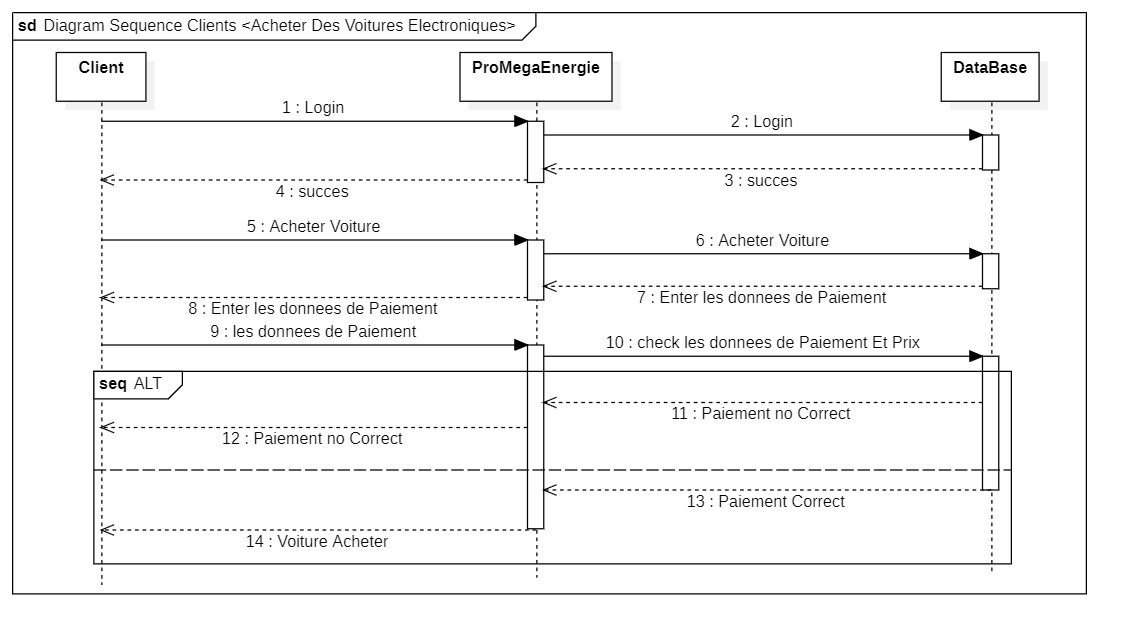 sd Diagram Sequence Clients <Acheter Des Voitures Electroniques>
Client
ProMegaEnergie
DataBase
1 : Login
2 : Login
3 : succes
4 : succes
5 : Acheter Voiture
6 : Acheter Voiture
7 : Enter les donnees de Paiement
8 : Enter les donnees de Paiement
9 : les donnees de Paiement
10 : check les donnees de Paiement Et Prix
seq ALT
11 : Paiement no Correct
12 : Paiement no Correct
13 : Paiement Correct
14 : Voiture Acheter